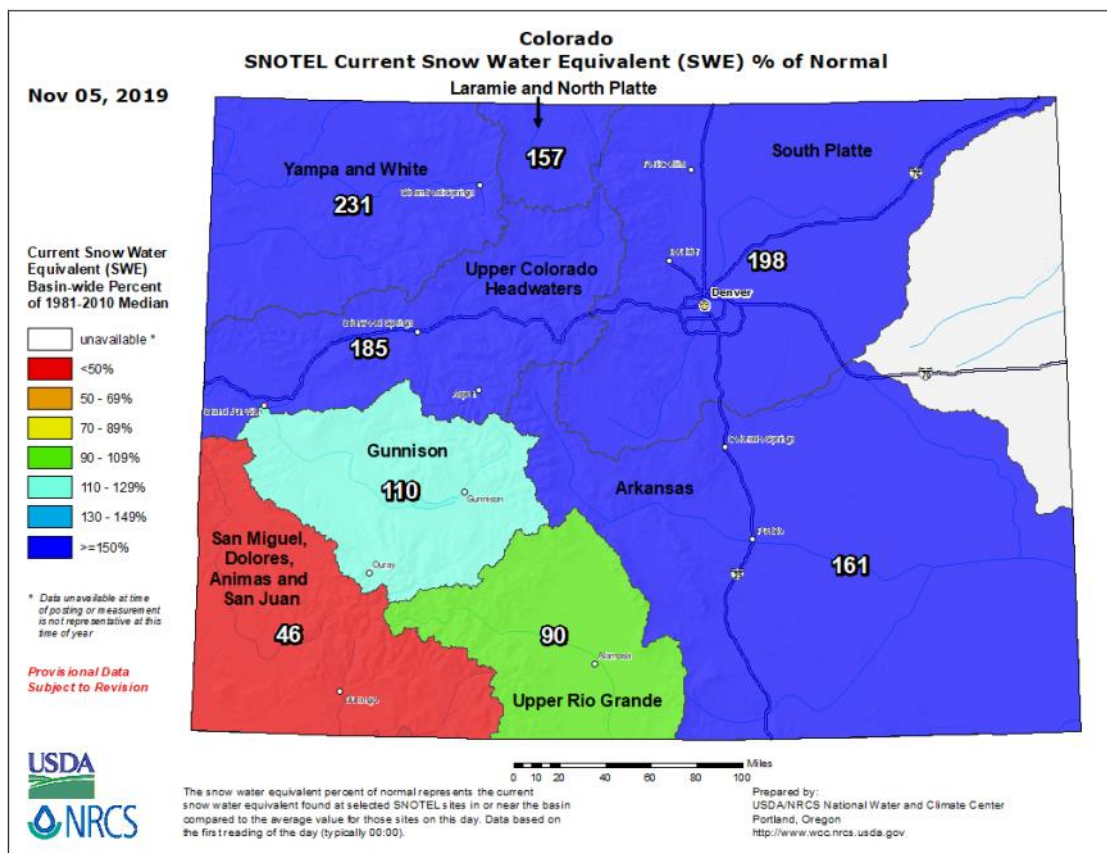 Colorado
SNOTEL Current Snow Water Equivalent (SWE) % of Normal
Nov 05, 2019
Laramie and North Platte
157
Yampa and White
231
South Platte
198
Upper Colorado
Headwaters
Denver
185
Aspen
Gunnison
110
Gunnison
Ouray
Colorado Springs
Arkansas
Pueblo
161
San Miguel,
Dolores,
Animas and
San Juan
46
90
Alamosa
Upper Rio Grande
Durango
Current Snow Water
Equivalent (SWE)
Basin-wide Percent
of 1981-2010 Median
unavailable *
<50%
50 - 69%
70 - 89%
90 - 109%
110 - 129%
130 - 149%
>=150%
* Data unavailable at time
of posting or measurement
is not representative at this
time of year
Provisional Data
Subject to Revision
USDA
NRCS
Miles
0 10 20 40 60 80 100
The snow water equivalent percent of normal represents the current
snow water equivalent found at selected SNOTEL sites in or near the basin
compared to the average value for those sites on this day. Data based on
the first reading of the day (typically 00:00).
Prepared by:
USDA/NRCS National Water and Climate Center
Portland, Oregon
http://www.wcc.nrcs.usda.gov